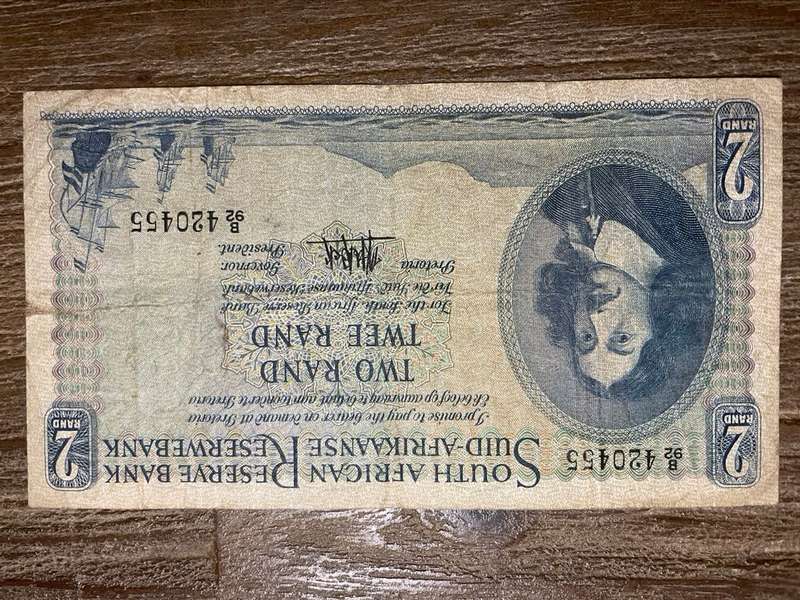 SOUTH AFRICAN RESERVE BANK
SUID-AFRIKAANSE RESERWEBANK
2
2
RAND
B/92 420455
I promise to pay the bearer on demand at Pretoria
Ek beloof op aanvraag te betaal aan toonder te Pretoria
TWO RAND
TWEE RAND
For the South African Reserve Bank
Vir die Suid-Afrikaanse Reserwebank
Pretoria
Governor.
President.
B/92 420455
2
RAND